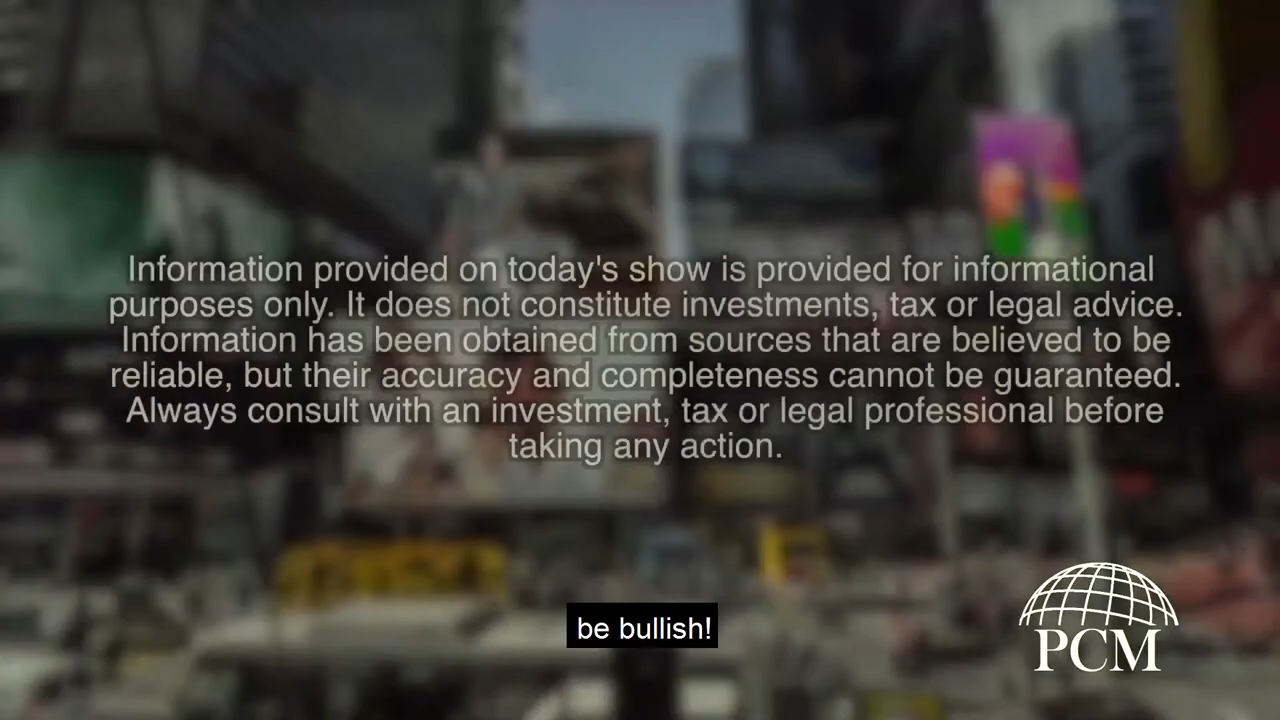 Information provided on today's show is provided for informational
purposes only. It does not constitute investments, tax or legal advice.
Information has been obtained from sources that are believed to be
reliable, but their accuracy and completeness cannot be guaranteed.
Always consult with an investment, tax or legal professional before
taking any action.
be bullish!
PCM